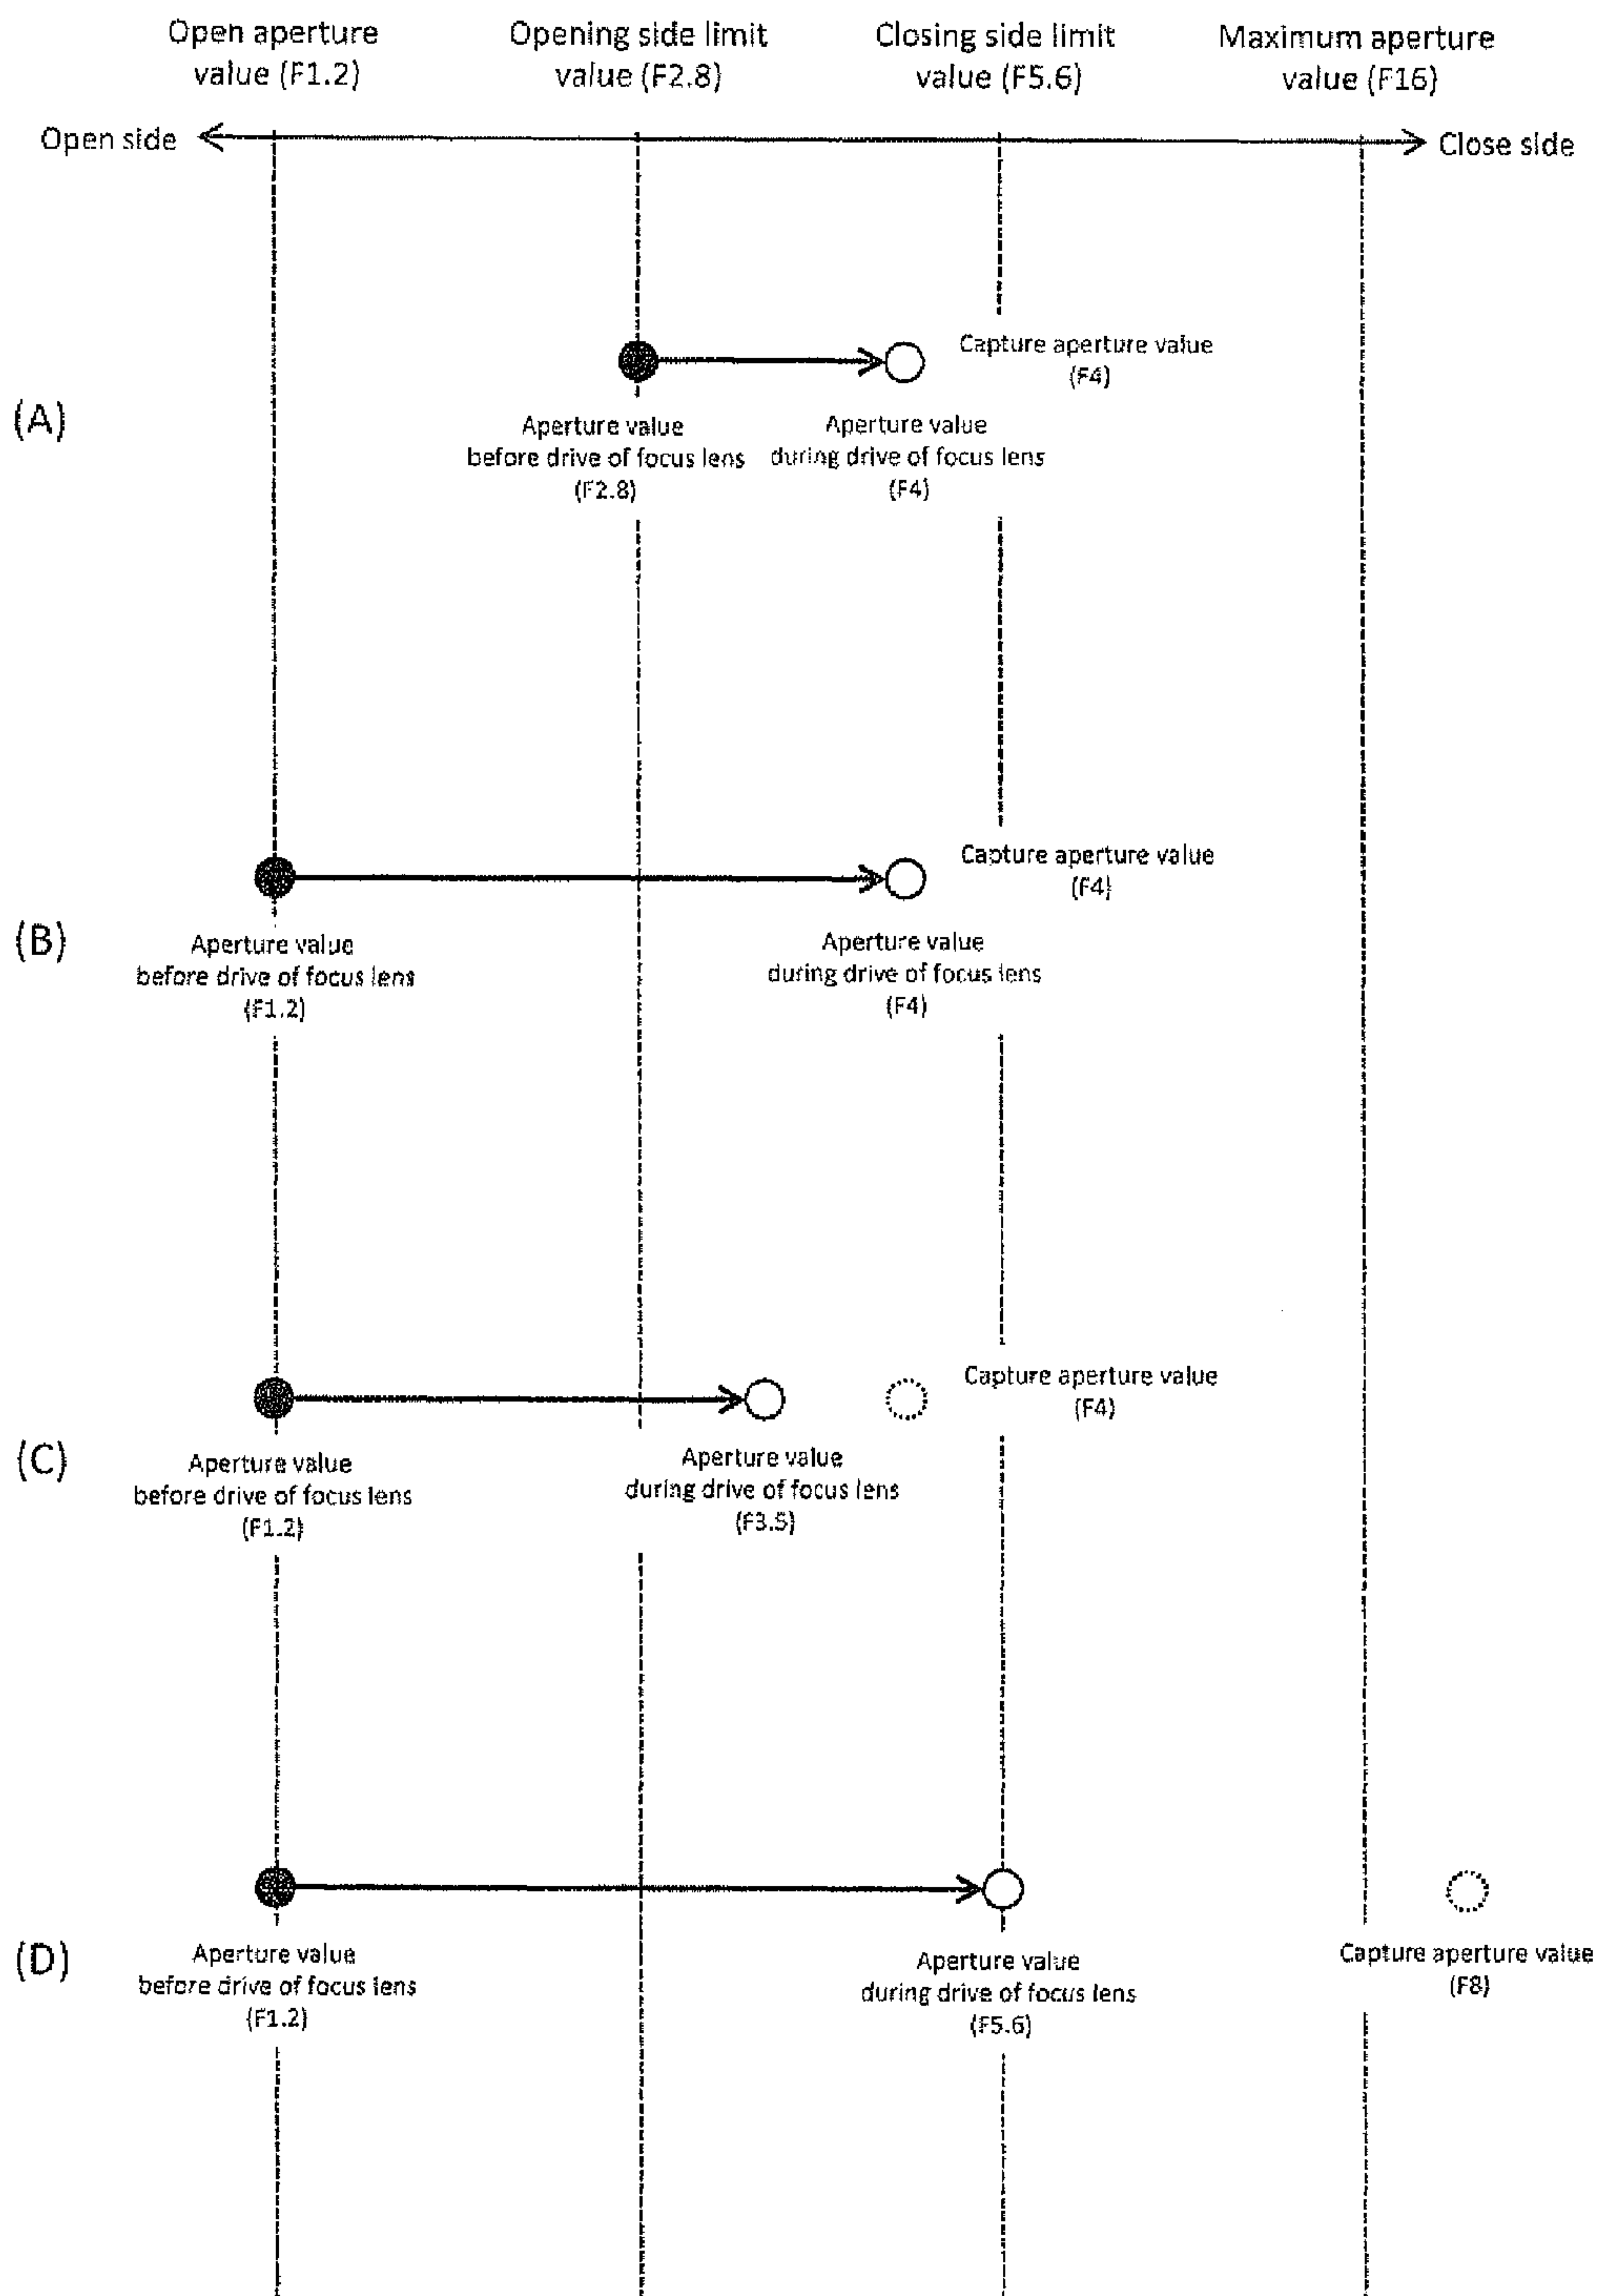 Open aperture
value (F1.2)
Opening side limit
value (F2.8)
Closing side limit
value (F5.6)
Maximum aperture
value (F16)
Open side
Close side
(A)
Capture aperture value
(F4)
Aperture value
before drive of focus lens
(F2.8)
Aperture value
during drive of focus lens
(F4)
(B)
Capture aperture value
(F4)
Aperture value
before drive of focus lens
(F1.2)
Aperture value
during drive of focus lens
(F4)
(C)
Capture aperture value
(F4)
Aperture value
before drive of focus lens
(F1.2)
Aperture value
during drive of focus lens
(F3.5)
(D)
Aperture value
before drive of focus lens
(F1.2)
Aperture value
during drive of focus lens
(F5.6)
Capture aperture value
(F8)